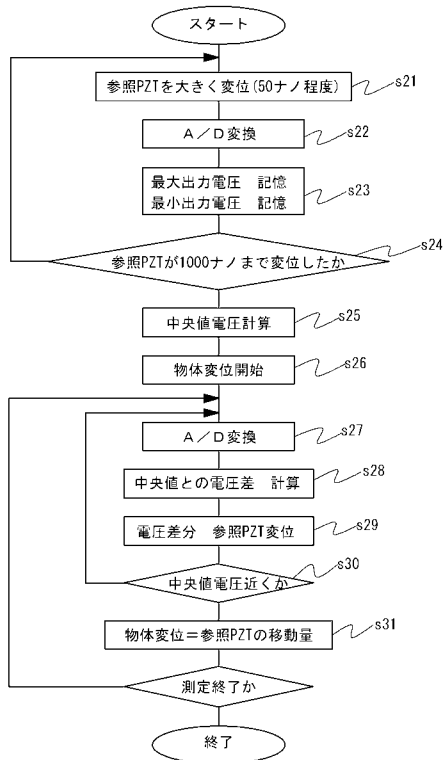 スタート
参照PZTを大きく変位(50ナノ程度)
s21
A/D変換
s22
最大出力電圧 記憶
最小出力電圧 記憶
s23
s24
参照PZTが1000ナノまで変位したか
中央値電圧計算
s25
物体変位開始
s26
A/D変換
s27
中央値との電圧差 計算
s28
電圧差分 参照PZT変位
s29
中央値電圧近くか
s30
物体変位=参照PZTの移動量
s31
測定終了か
終了